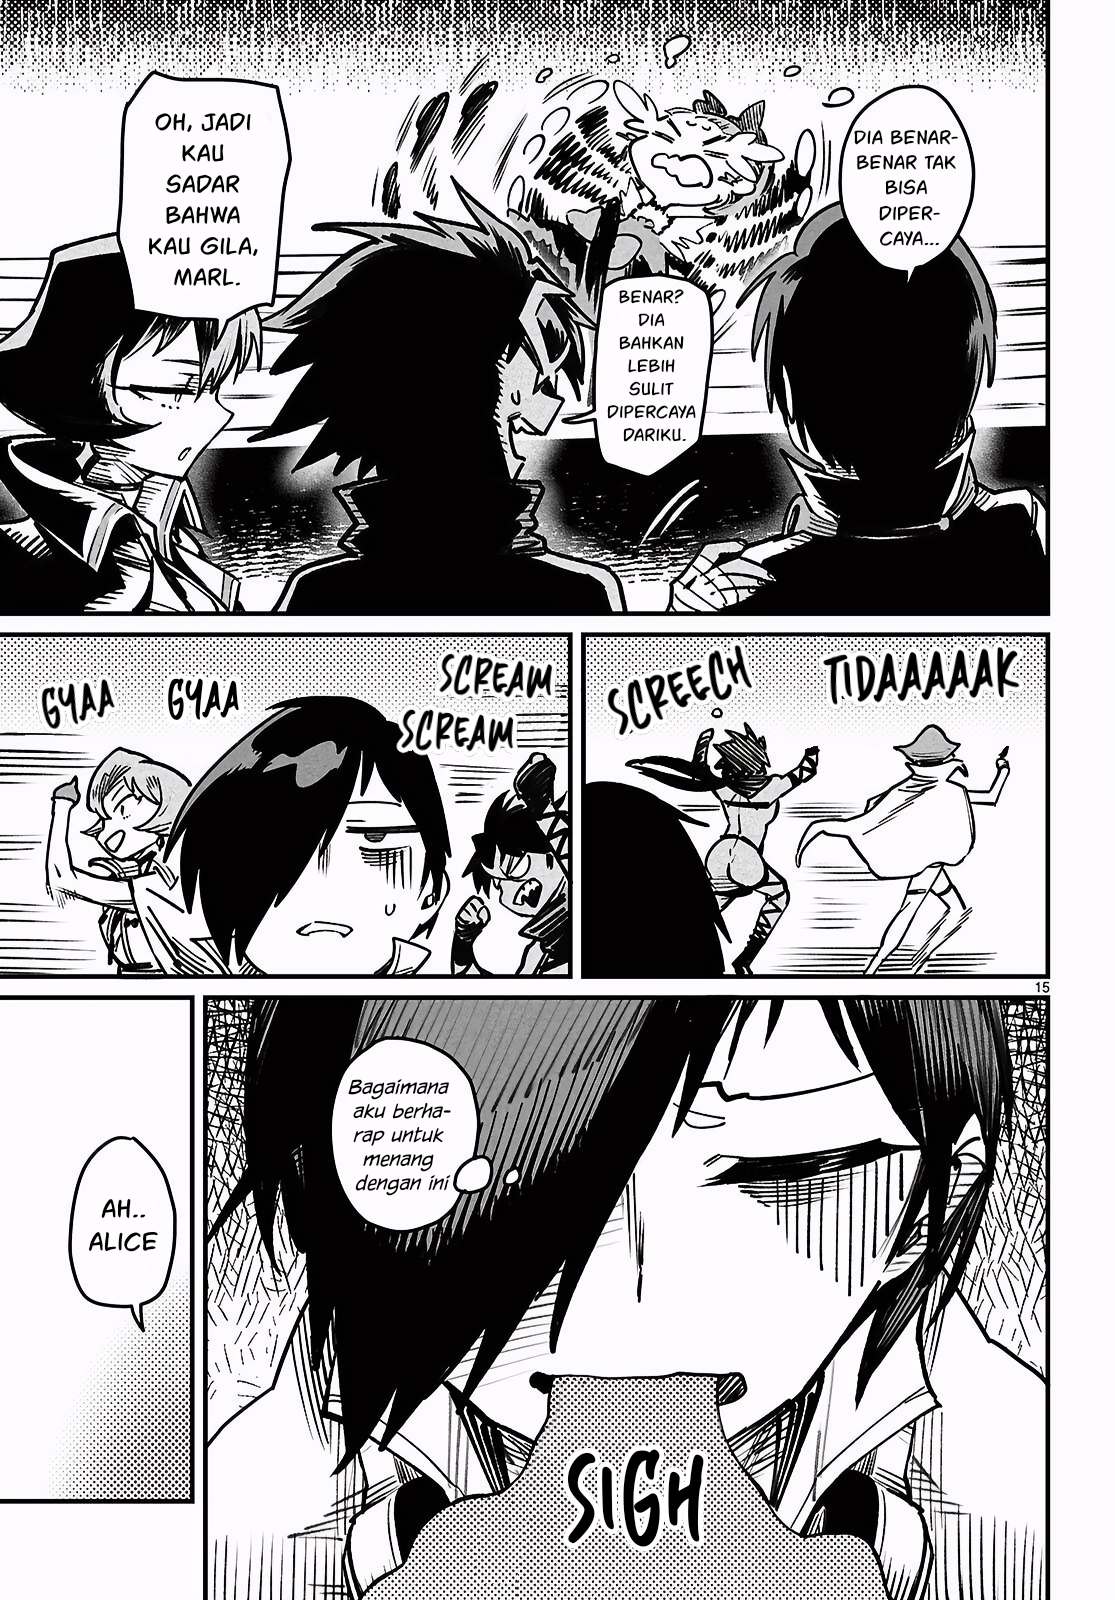 DIA BENAR-
BENAR TAK
BISA
DIPER-
CAYA...
BENAR?
DIA
BAHKAN
LEBIH
SULIT
DIPERCAYA
DARIKU.
OH, JADI
KAU
SADAR
BAHWA
KAU GILA,
MARL.
TIDAAAAAK
SCREECH
SCREAM
SCREAM
GYAA
GYAA
15
Bagaimana
aku berha-
rap untuk
menang
dengan ini
SIGH
AH..
ALICE